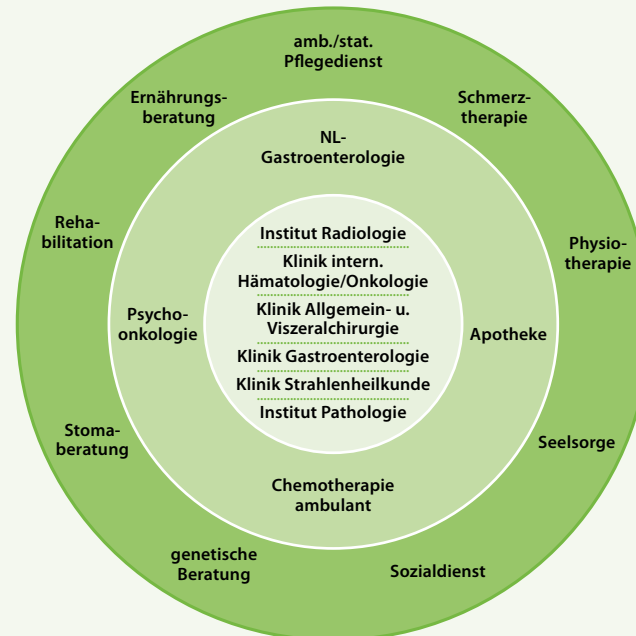 amb./stat.
Pflegedienst
Ernährungs-
beratung
Schmerz-
therapie
NL-
Gastroenterologie
Reha-
bilitation
Institut Radiologie
Klinik intern.
Hämatologie/Onkologie
Klinik Allgemein- u.
Viszeralchirurgie
Klinik Gastroenterologie
Klinik Strahlenheilkunde
Institut Pathologie
Physio-
therapie
Psycho-
onkologie
Apotheke
Stoma-
beratung
Seelsorge
Chemotherapie
ambulant
genetische
Beratung
Sozialdienst